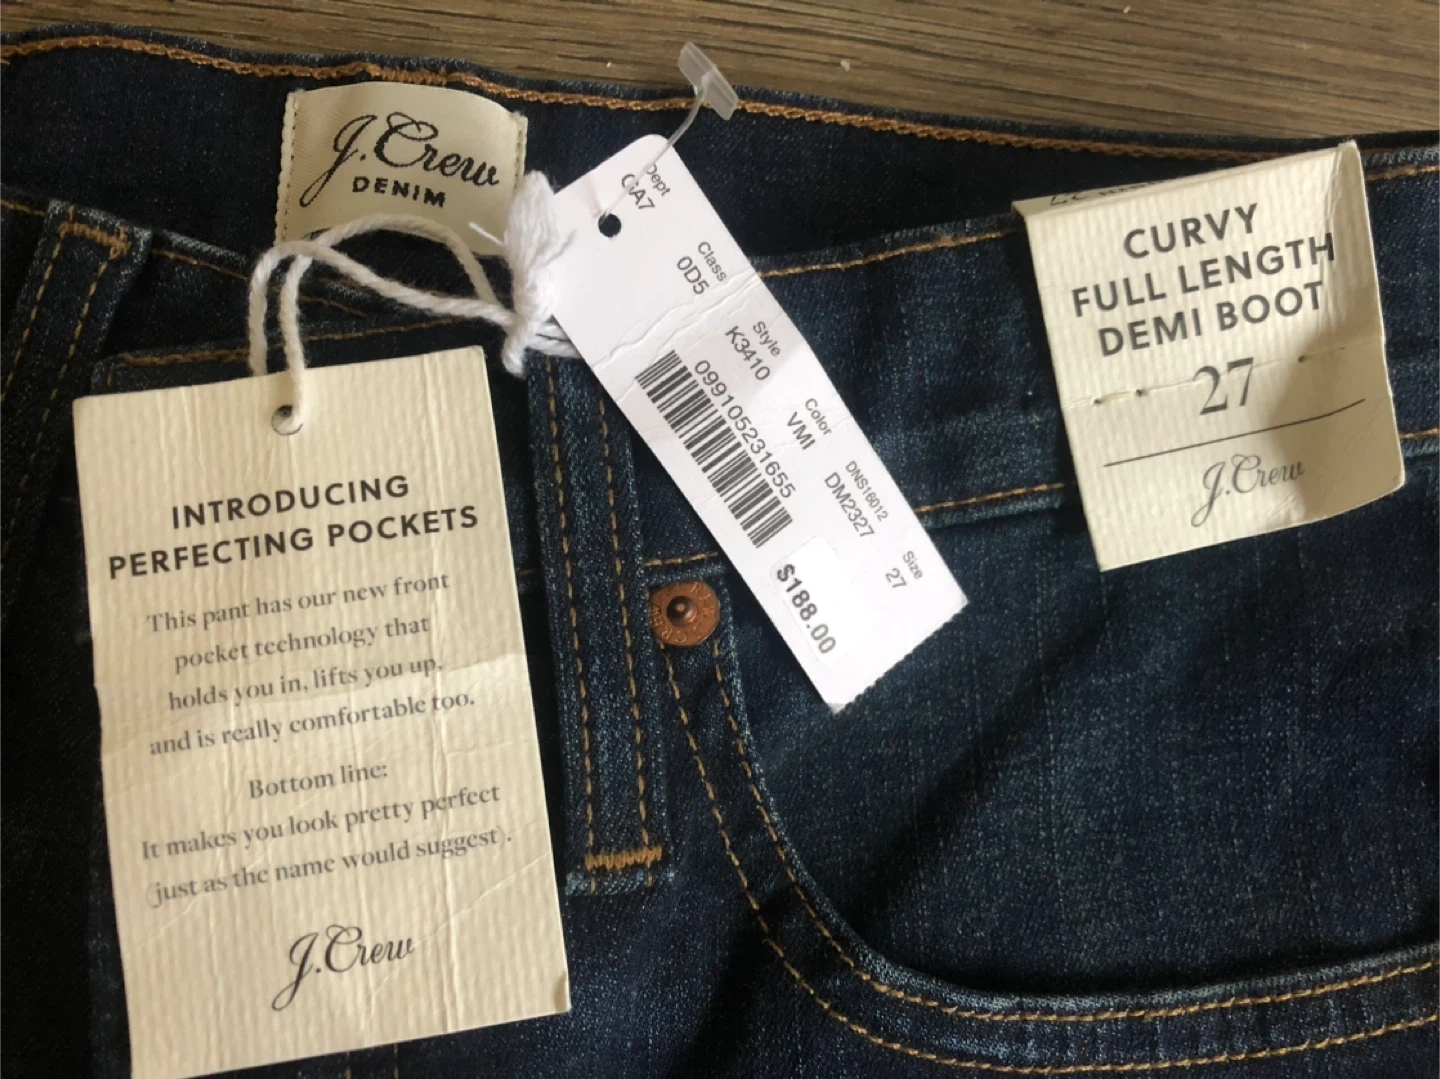 J.Crew
DENIM
Dept
GA7
Class
0D5
Style
K3410
Color
VMI
DNS16012
DM2327
Size
27
099105231655
$188.00
CURVY
FULL LENGTH
DEMI BOOT
27
J.Crew
INTRODUCING
PERFECTING POCKETS
This pant has our new front
pocket technology that
holds you in, lifts you up,
and is really comfortable too.
Bottom line:
It makes you look pretty perfect
(just as the name would suggest).
J.Crew